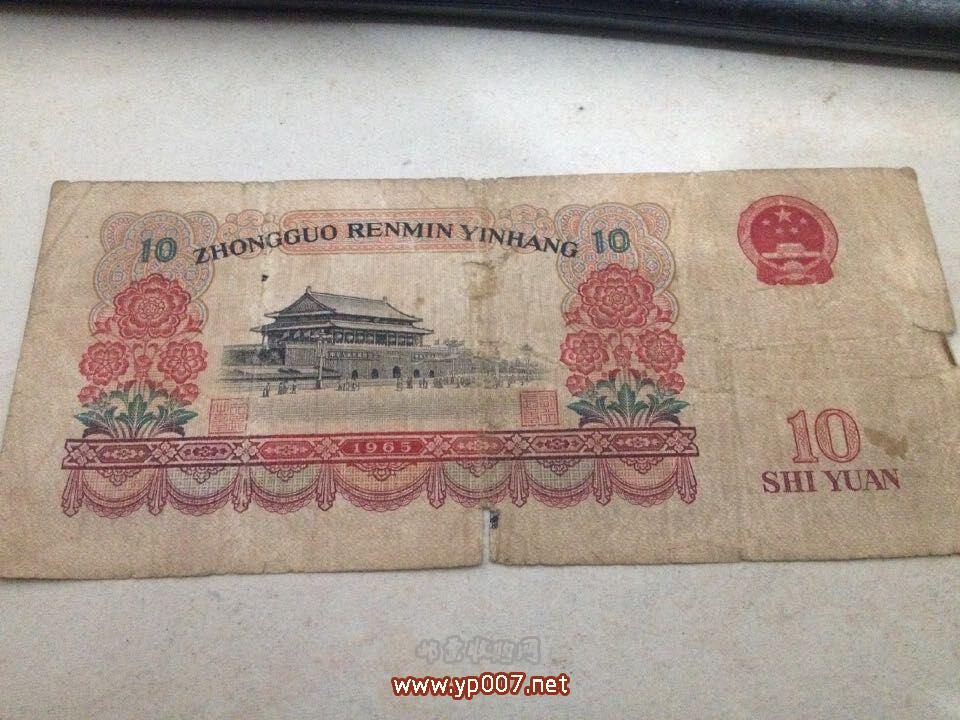 10 ZHONGGUO RENMIN YINHANG 10
1965
10
SHI YUAN
www.yp007.net